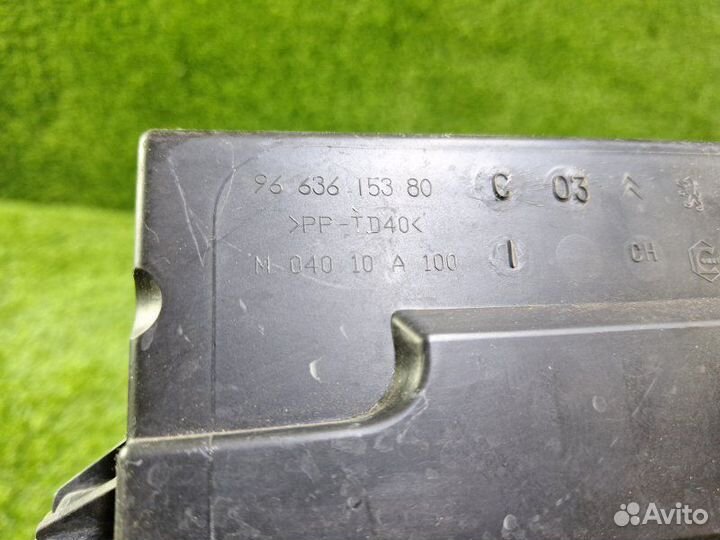 96 636 153 80 C 03
>PP-TD40<
M 040 10 A 100 I CH
Avito